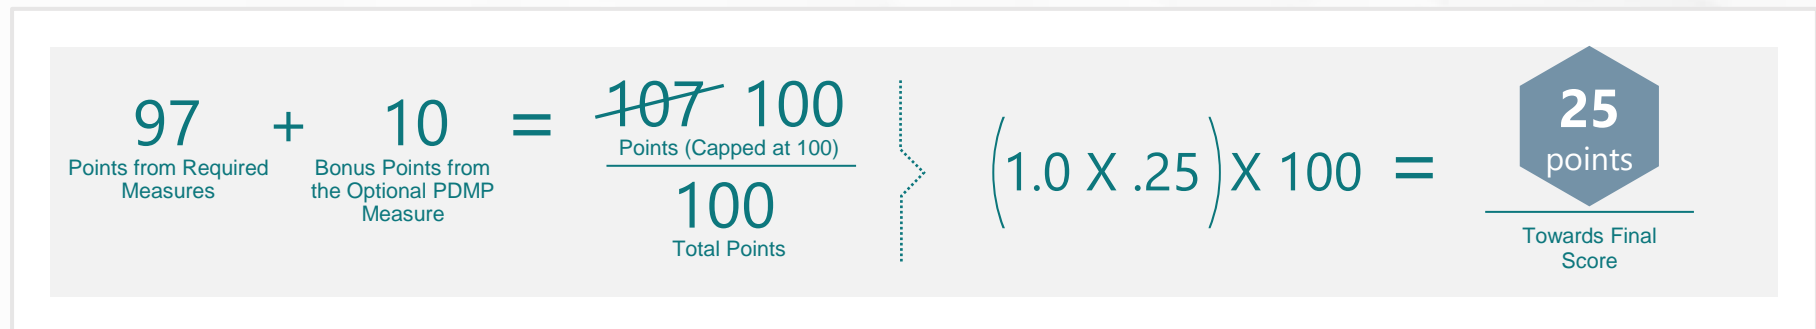 97 + 10 = 107 100
Points from Required
Measures
Bonus Points from
the Optional PDMP
Measure
Points (Capped at 100)
100
Total Points
(1.0 X .25) X 100 =
25
points
Towards Final
Score